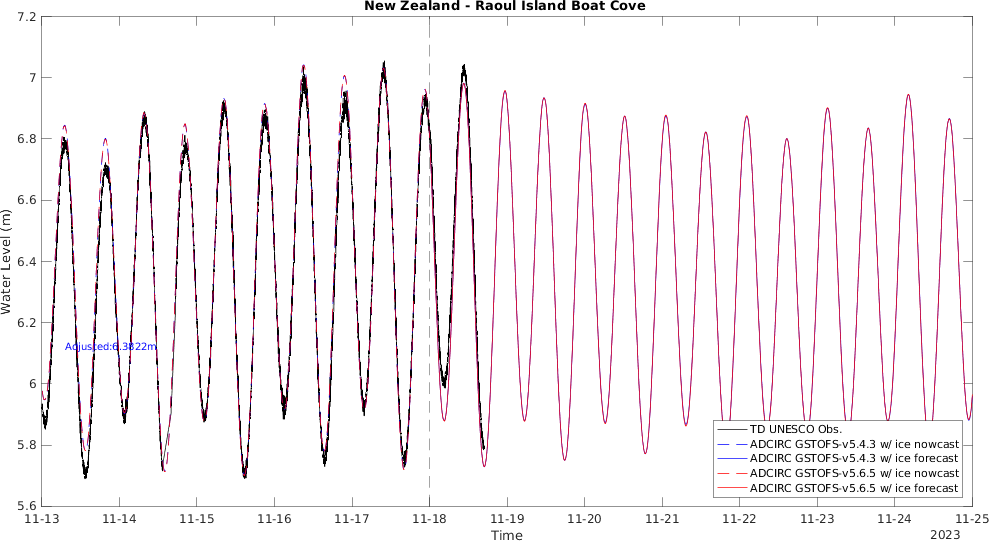 New Zealand - Raoul Island Boat Cove
7.2
7
6.8
6.6
6.4
6.2
6
5.8
5.6
Water Level (m)
Adjusted:6.3822m
TD UNESCO Obs.
ADCIRC GSTOFS-v5.4.3 w/ ice nowcast
ADCIRC GSTOFS-v5.4.3 w/ ice forecast
ADCIRC GSTOFS-v5.6.5 w/ ice nowcast
ADCIRC GSTOFS-v5.6.5 w/ ice forecast
11-13 11-14 11-15 11-16 11-17 11-18 11-19 11-20 11-21 11-22 11-23 11-24 11-25
Time
2023